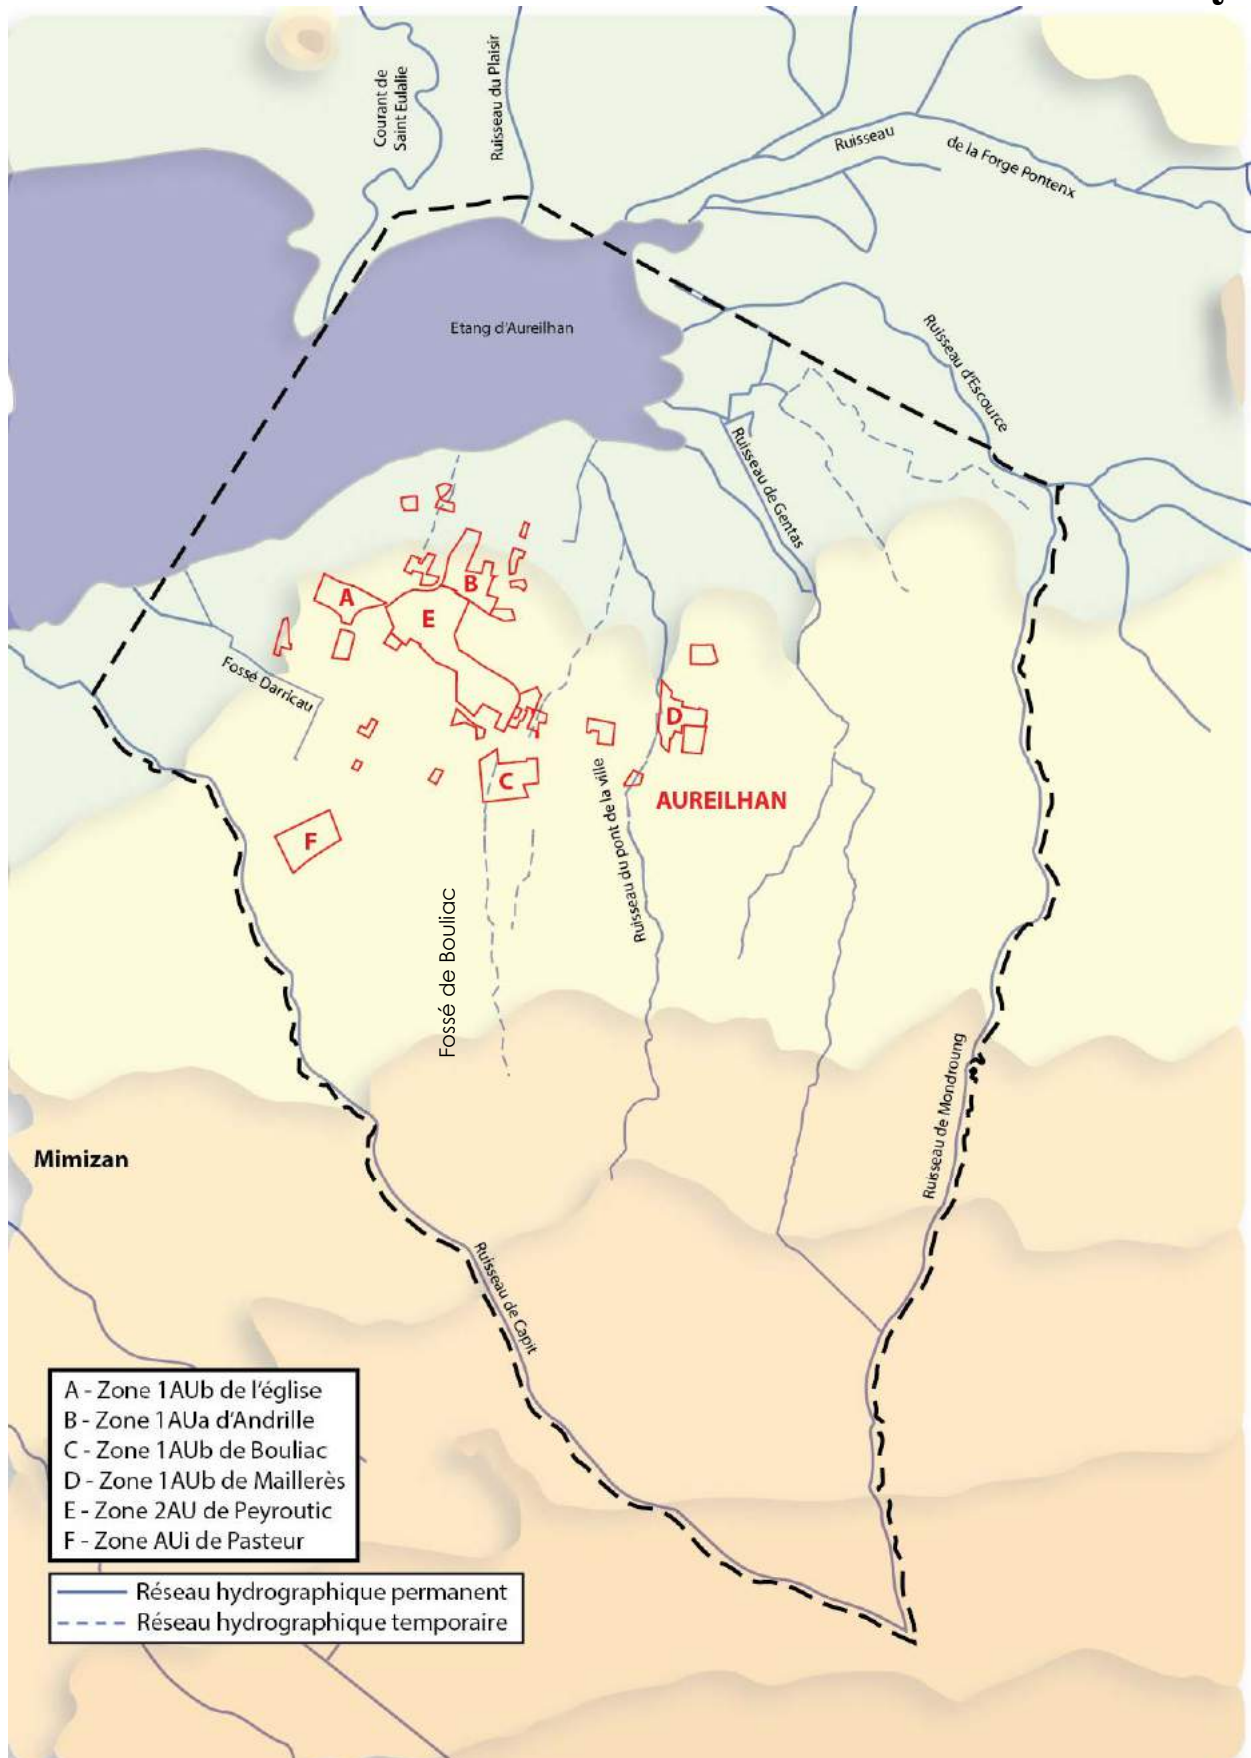 Courant de
Saint Eulalie
Ruisseau du Plaisir
Ruisseau
de la Forge Pontenx
Etang d'Aureilhan
Ruisseau d'Escource
Ruisseau de Gentas
A
B
E
Fossé Darricau
D
C
AUREILHAN
F
Ruisseau du pont de la ville
Fossé de Bouliac
Ruisseau de Mondroung
Mimizan
Ruisseau de Capit
A - Zone 1AUb de l'église
B - Zone 1AUa d'Andrille
C - Zone 1AUb de Bouliac
D - Zone 1AUb de Maillerès
E - Zone 2AU de Peyroutic
F - Zone AUi de Pasteur
Réseau hydrographique permanent
Réseau hydrographique temporaire